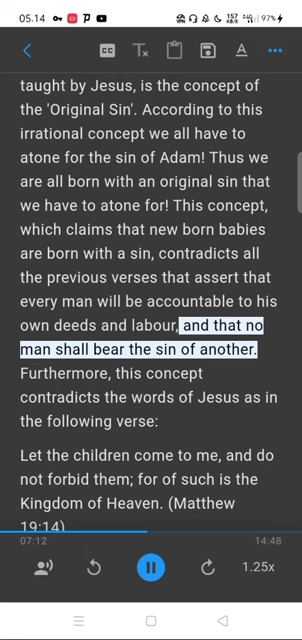 05.14
157
KB/s
4G
97%
CC
A
taught by Jesus, is the concept of
the 'Original Sin'. According to this
irrational concept we all have to
atone for the sin of Adam! Thus we
are all born with an original sin that
we have to atone for! This concept,
which claims that new born babies
are born with a sin, contradicts all
the previous verses that assert that
every man will be accountable to his
own deeds and labour, and that no
man shall bear the sin of another.
Furthermore, this concept
contradicts the words of Jesus as in
the following verse:
Let the children come to me, and do
not forbid them; for of such is the
Kingdom of Heaven. (Matthew
19:14)
07:12 14:48
1.25x